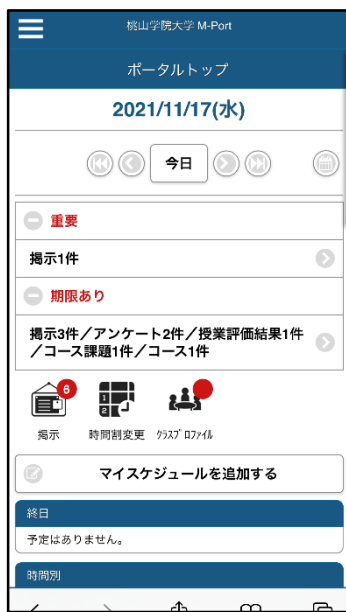 桃山学院大学 M-Port
ポータルトップ
2021/11/17(水)
今日
重要
掲示1件
期限あり
掲示3件／アンケート2件／授業評価結果1件
／コース課題1件／コース1件
6
掲示
時間割変更
クラスプロファイル
マイスケジュールを追加する
終日
予定はありません。
時間別